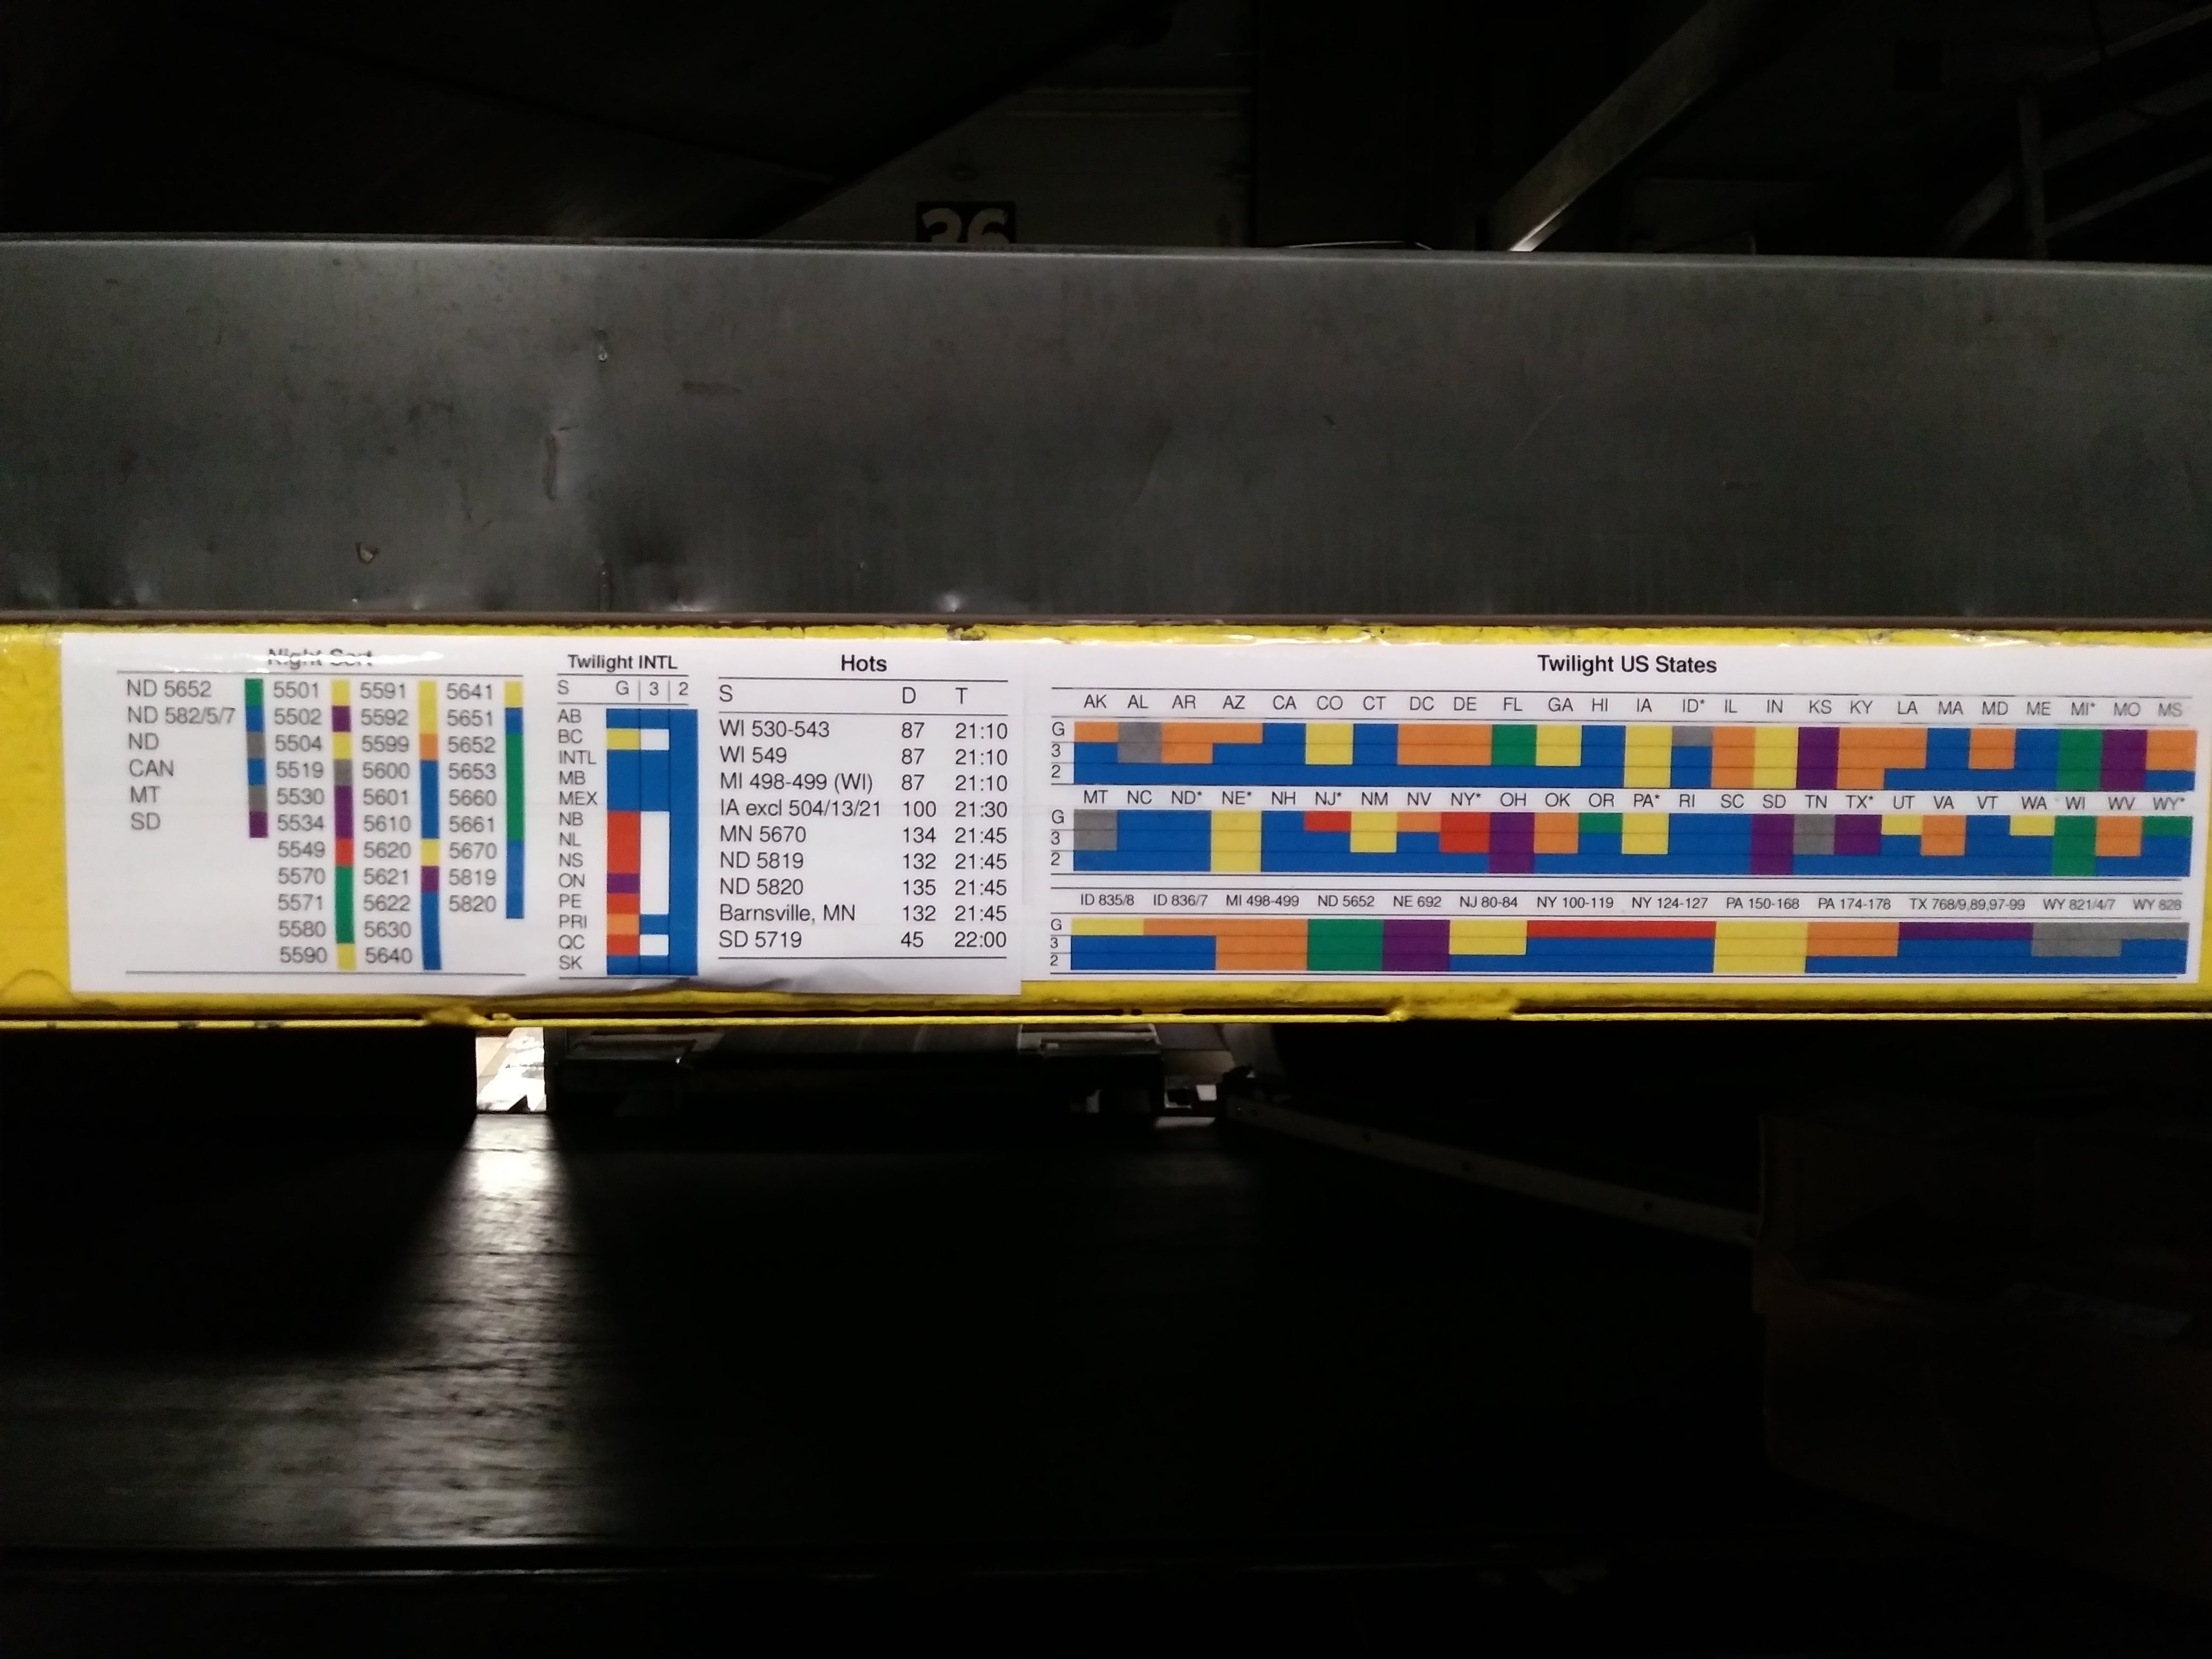 36
Night Sort
ND 5652 5501 5591 5641
ND 582/5/7 5502 5592 5651
ND 5504 5599 5652
CAN 5519 5600 5653
MT 5530 5601 5660
SD 5534 5610 5661
5549 5620 5670
5570 5621 5819
5571 5622 5820
5580 5630
5590 5640
Twilight INTL
S G | 3 | 2
AB
BC
INTL
MB
MEX
NB
NL
NS
ON
PE
PRI
QC
SK
Hots
S D T
WI 530-543 87 21:10
WI 549 87 21:10
MI 498-499 (WI) 87 21:10
IA excl 504/13/21 100 21:30
MN 5670 134 21:45
ND 5819 132 21:45
ND 5820 135 21:45
Barnsville, MN 132 21:45
SD 5719 45 22:00
Twilight US States
AK AL AR AZ CA CO CT DC DE FL GA HI IA ID* IL IN KS KY LA MA MD ME MI* MO MS
G
3
2
MT NC ND* NE* NH NJ* NM NV NY* OH OK OR PA* RI SC SD TN TX* UT VA VT WA WI WV WY*
G
3
2
ID 835/8 ID 836/7 MI 498-499 ND 5652 NE 692 NJ 80-84 NY 100-119 NY 124-127 PA 150-168 PA 174-178 TX 768/9,89,97-99 WY 821/4/7 WY 828
G
3
2